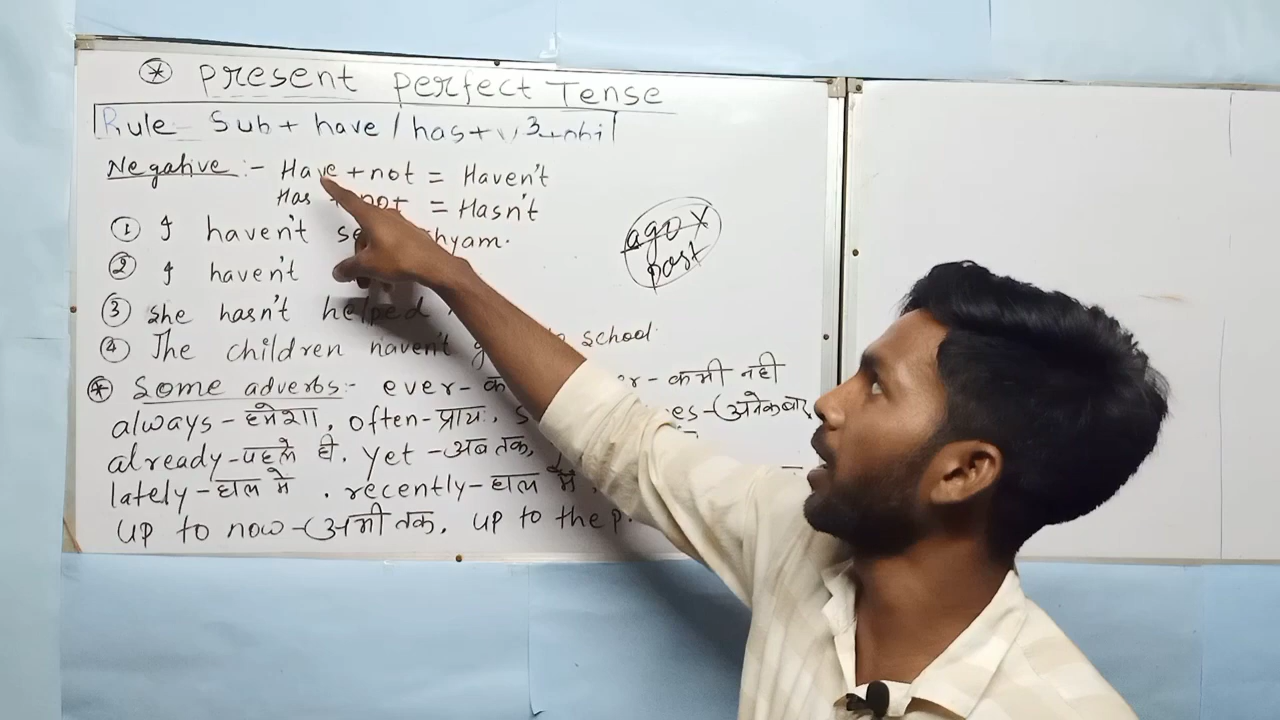 * Present Perfect Tense
Rule- Sub + have / has +
Negative :- Have + not = Haven't
Has + not = Hasn't
① I haven't Shyam.
② I haven't
③ She hasn't helped
④ The children haven't school.
ago X
past
* Some adverbs:- ever- कभी नही
always- हमेशा, often- प्रायः, (अनेकबार,
already- पहले ही. yet - अब तक,
lately- हाल मे . recently- हाल में ,
up to now- (अभी तक, up to the p.